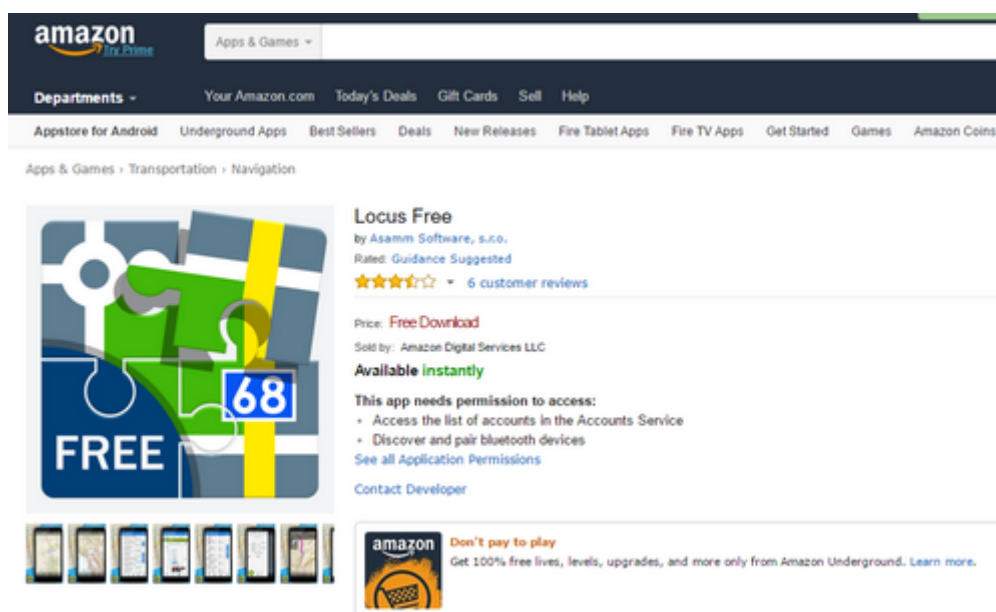 amazon
Try Prime
Apps & Games
Departments
Your Amazon.com Today's Deals Gift Cards Sell Help
Appstore for Android Underground Apps Best Sellers Deals New Releases Fire Tablet Apps Fire TV Apps Get Started Games Amazon Coins
Apps & Games › Transportation › Navigation
68
FREE
Locus Free
by Asamm Software, s.r.o.
Rated: Guidance Suggested
6 customer reviews
Price: Free Download
Sold by: Amazon Digital Services LLC
Available instantly
This app needs permission to access:
• Access the list of accounts in the Accounts Service
• Discover and pair bluetooth devices
See all Application Permissions
Contact Developer
amazon
Don't pay to play
Get 100% free lives, levels, upgrades, and more only from Amazon Underground. Learn more.